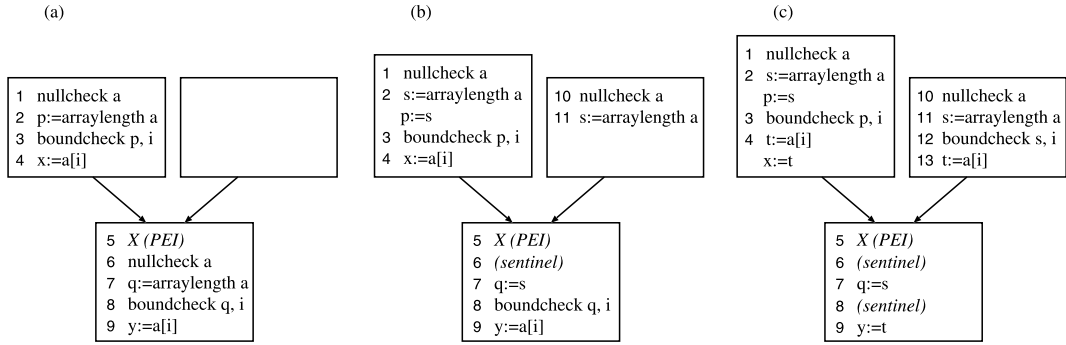 (a)
1 nullcheck a
2 p:=arraylength a
3 boundcheck p, i
4 x:=a[i]
5 X (PEI)
6 nullcheck a
7 q:=arraylength a
8 boundcheck q, i
9 y:=a[i]
(b)
1 nullcheck a
2 s:=arraylength a
p:=s
3 boundcheck p, i
4 x:=a[i]
10 nullcheck a
11 s:=arraylength a
5 X (PEI)
6 (sentinel)
7 q:=s
8 boundcheck q, i
9 y:=a[i]
(c)
1 nullcheck a
2 s:=arraylength a
p:=s
3 boundcheck p, i
4 t:=a[i]
x:=t
10 nullcheck a
11 s:=arraylength a
12 boundcheck s, i
13 t:=a[i]
5 X (PEI)
6 (sentinel)
7 q:=s
8 (sentinel)
9 y:=t